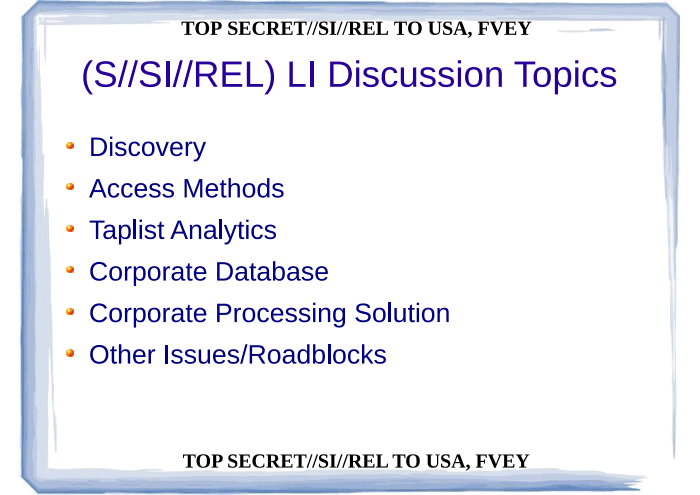 TOP SECRET//SI//REL TO USA, FVEY
(S//SI//REL) LI Discussion Topics
Discovery
Access Methods
Taplist Analytics
Corporate Database
Corporate Processing Solution
Other Issues/Roadblocks
TOP SECRET//SI//REL TO USA, FVEY